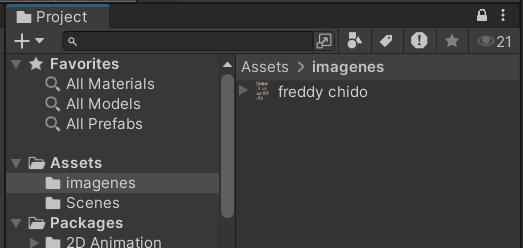 Project
21
Favorites
All Materials
All Models
All Prefabs
Assets
imagenes
Scenes
Packages
2D Animation
Assets > imagenes
freddy chido